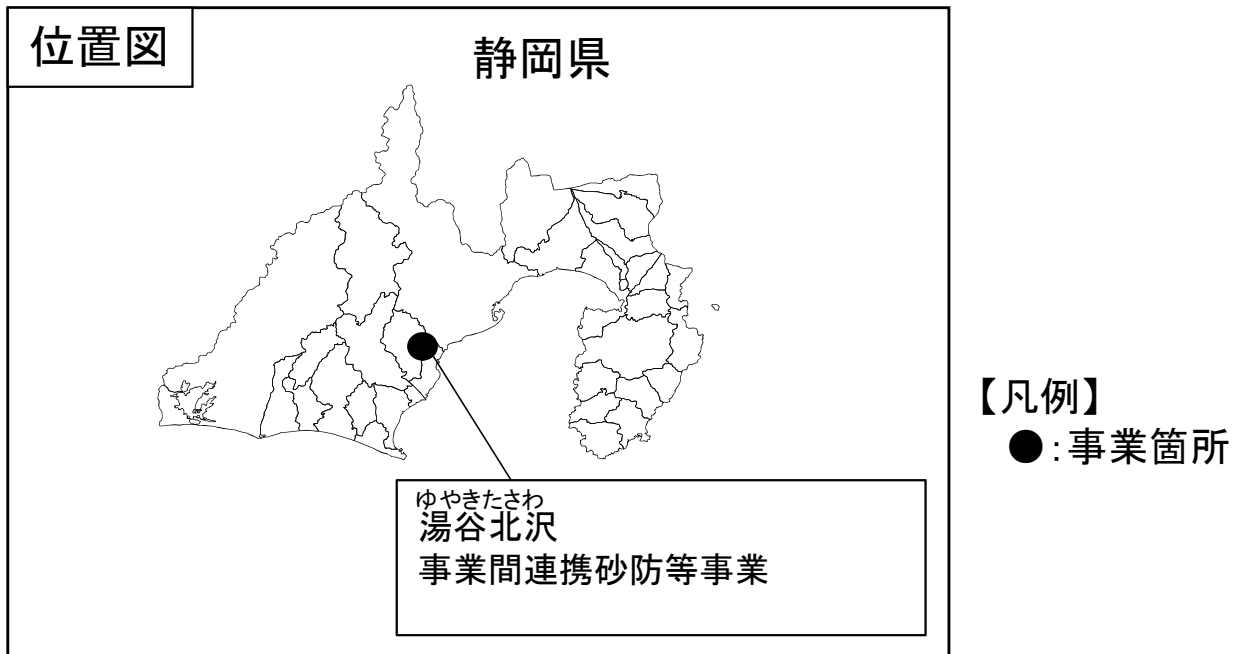 位置図
静岡県
ゆやきたさわ
湯谷北沢
事業間連携砂防等事業
【凡例】
●:事業箇所